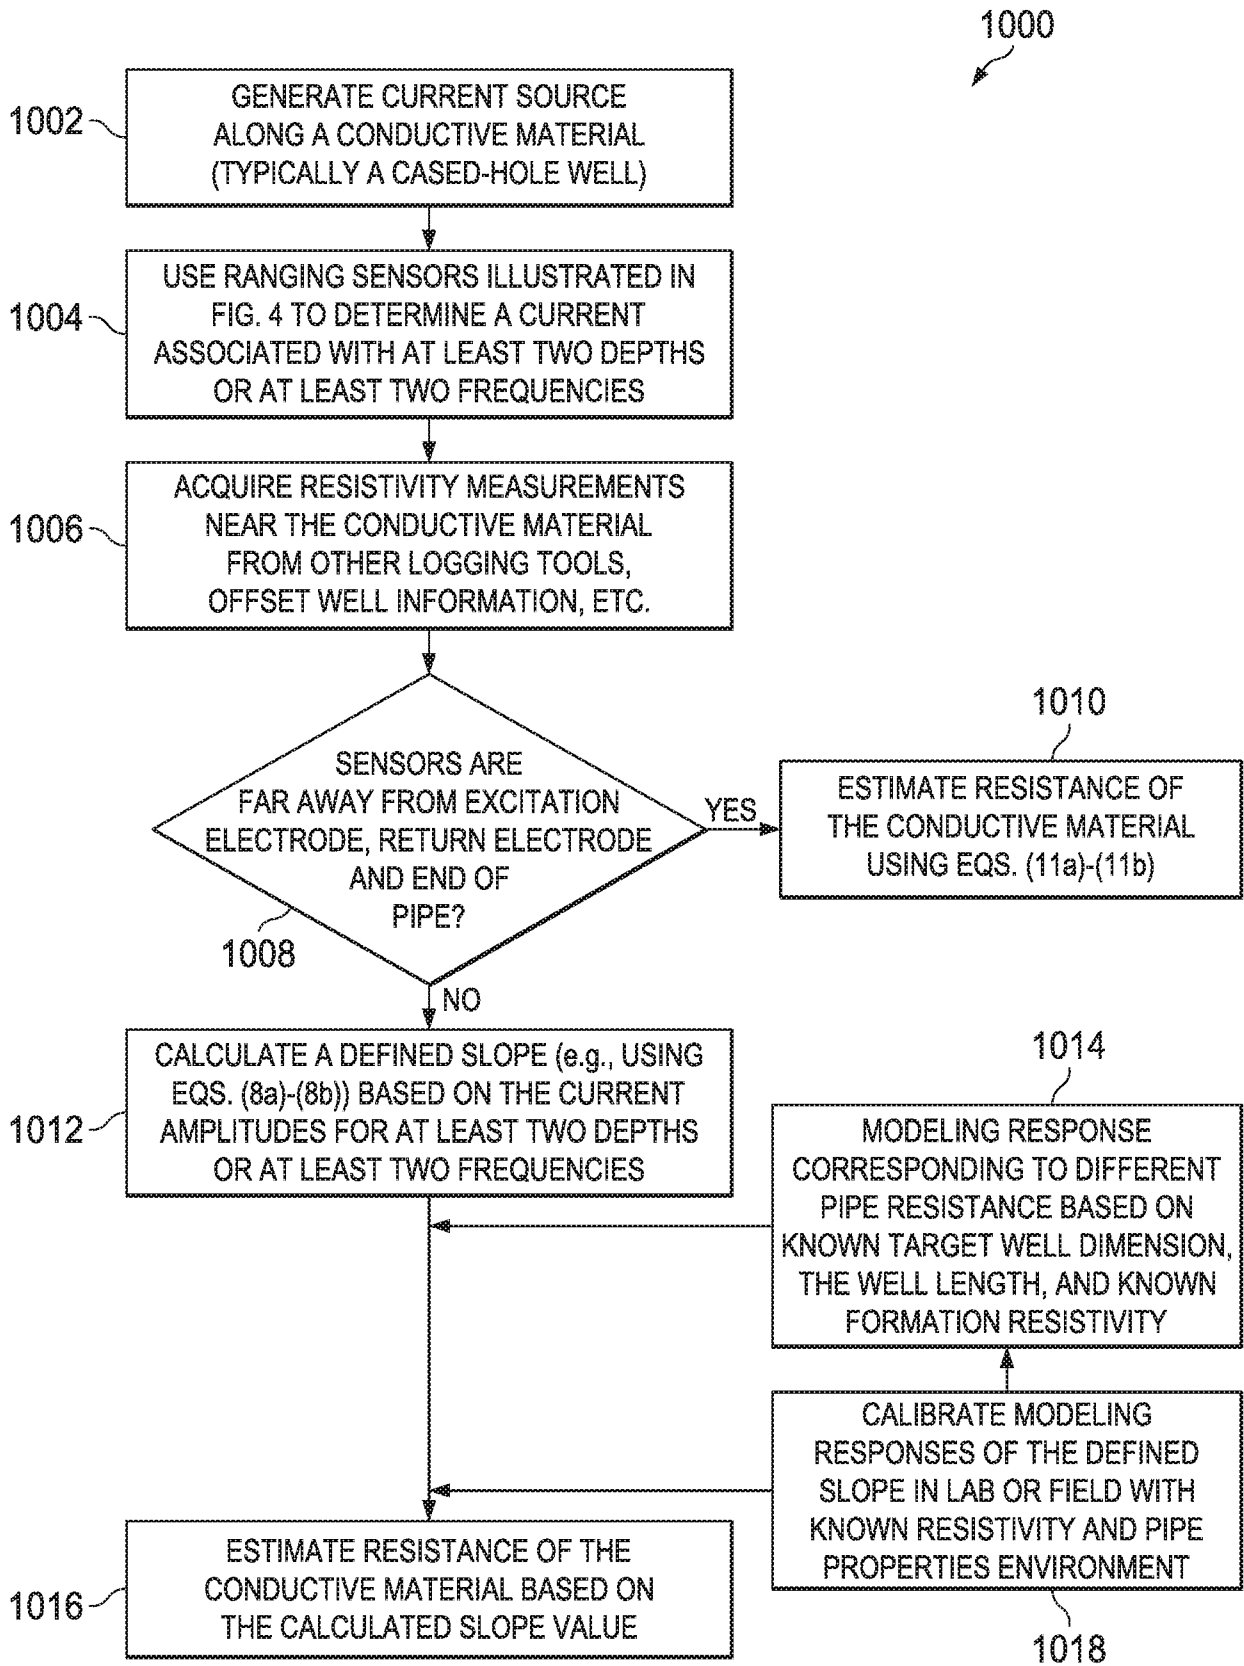 1000
1002
GENERATE CURRENT SOURCE
ALONG A CONDUCTIVE MATERIAL
(TYPICALLY A CASED-HOLE WELL)
1004
USE RANGING SENSORS ILLUSTRATED IN
FIG. 4 TO DETERMINE A CURRENT
ASSOCIATED WITH AT LEAST TWO DEPTHS
OR AT LEAST TWO FREQUENCIES
1006
ACQUIRE RESISTIVITY MEASUREMENTS
NEAR THE CONDUCTIVE MATERIAL
FROM OTHER LOGGING TOOLS,
OFFSET WELL INFORMATION, ETC.
SENSORS ARE
FAR AWAY FROM EXCITATION
ELECTRODE, RETURN ELECTRODE
AND END OF
PIPE?
1008
YES
1010
ESTIMATE RESISTANCE OF
THE CONDUCTIVE MATERIAL
USING EQS. (11a)-(11b)
NO
1012
CALCULATE A DEFINED SLOPE (e.g., USING
EQS. (8a)-(8b)) BASED ON THE CURRENT
AMPLITUDES FOR AT LEAST TWO DEPTHS
OR AT LEAST TWO FREQUENCIES
1014
MODELING RESPONSE
CORRESPONDING TO DIFFERENT
PIPE RESISTANCE BASED ON
KNOWN TARGET WELL DIMENSION,
THE WELL LENGTH, AND KNOWN
FORMATION RESISTIVITY
CALIBRATE MODELING
RESPONSES OF THE DEFINED
SLOPE IN LAB OR FIELD WITH
KNOWN RESISTIVITY AND PIPE
PROPERTIES ENVIRONMENT
1018
1016
ESTIMATE RESISTANCE OF THE
CONDUCTIVE MATERIAL BASED ON
THE CALCULATED SLOPE VALUE